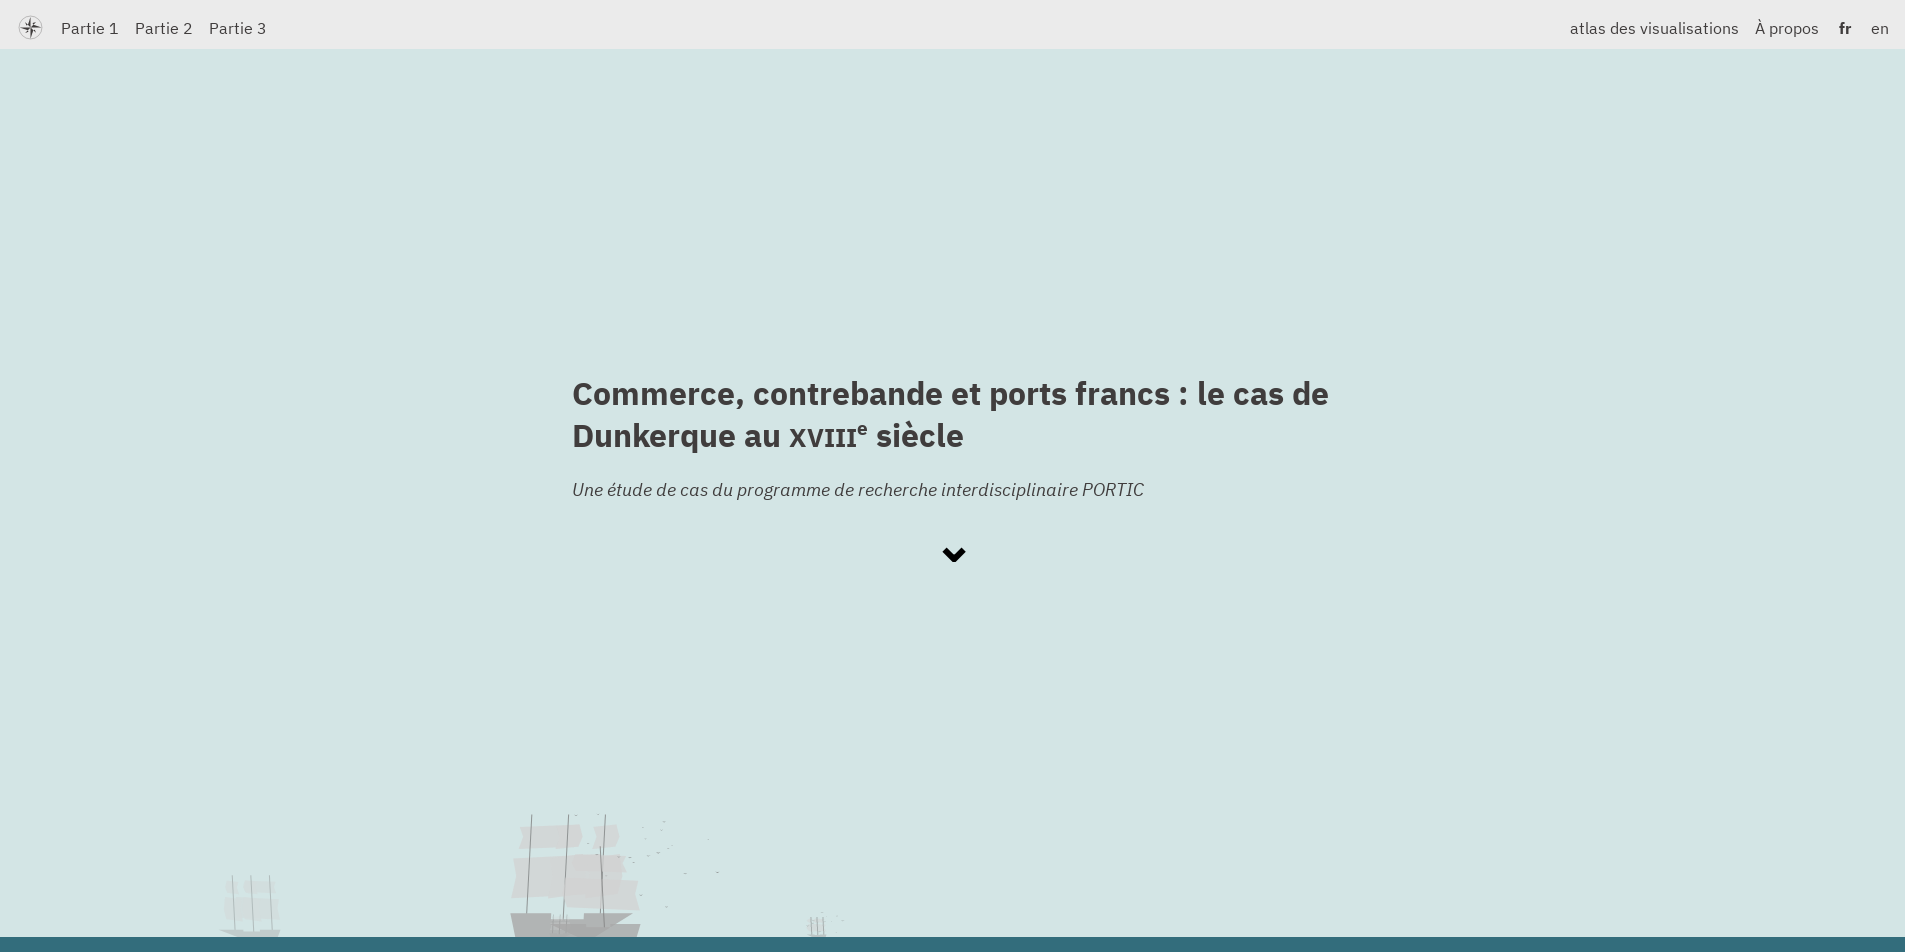 Partie 1 Partie 2 Partie 3 atlas des visualisations À propos fr en
Commerce, contrebande et ports francs : le cas de
Dunkerque au XVIIIe siècle
Une étude de cas du programme de recherche interdisciplinaire PORTIC